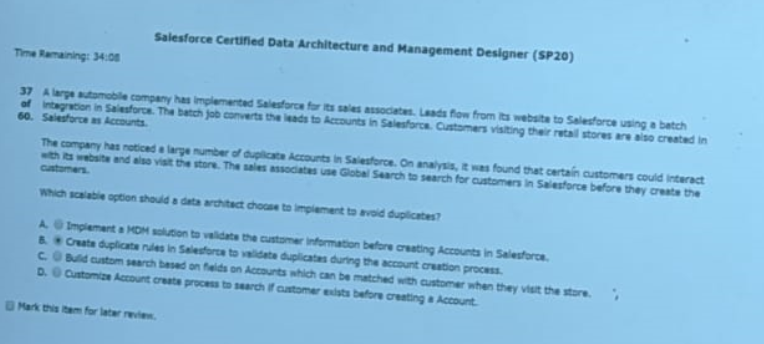 Salesforce Certified Data Architecture and Management Designer (SP20)
Time Remaining: 34:08
37 A large automobile company has implemented Salesforce for its sales associates. Leads flow from its website to Salesforce using a batch
of integration in Salesforce. The batch job converts the leads to Accounts in Salesforce. Customers visiting their retail stores are also created in
60. Salesforce as Accounts.
The company has noticed a large number of duplicate Accounts in Salesforce. On analysis, it was found that certain customers could interact
with its website and also visit the store. The sales associates use Global Search to search for customers in Salesforce before they create the
customers.
Which scalable option should a data architect choose to implement to avoid duplicates?
A. Implement a MDM solution to validate the customer information before creating Accounts in Salesforce.
B. Create duplicate rules in Salesforce to validate duplicates during the account creation process.
C. Build custom search based on fields on Accounts which can be matched with customer when they visit the store.
D. Customize Account create process to search if customer exists before creating a Account.
Mark this item for later review.